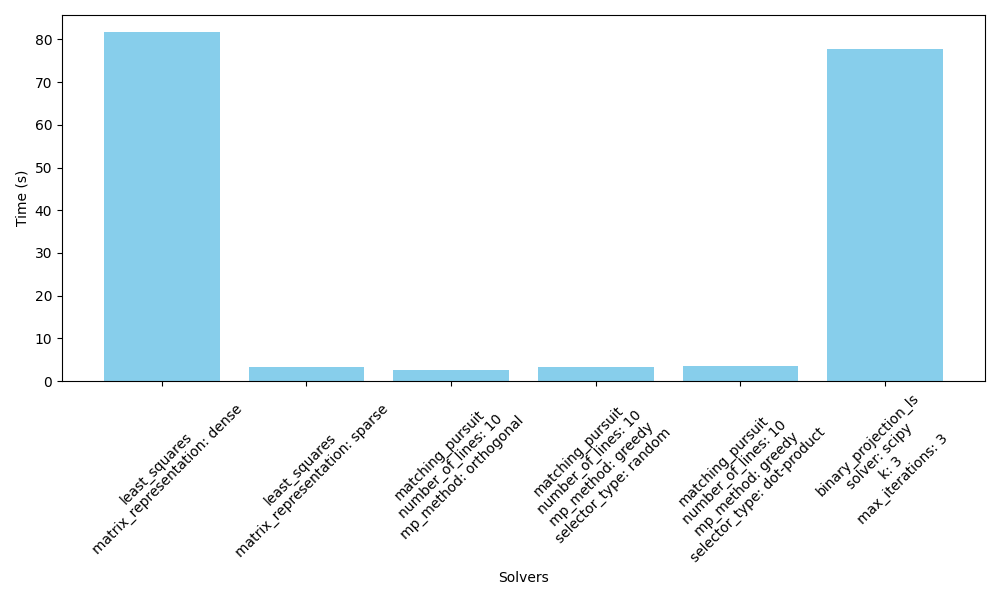 80
70
60
50
40
30
20
10
0
Time (s)
least_squares
matrix_representation: dense
least_squares
matrix_representation: sparse
matching_pursuit
number_of_lines: 10
mp_method: orthogonal
matching_pursuit
number_of_lines: 10
mp_method: greedy
selector_type: random
matching_pursuit
number_of_lines: 10
mp_method: greedy
selector_type: dot-product
binary_projection_ls
solver: scipy
k: 3
max_iterations: 3
Solvers